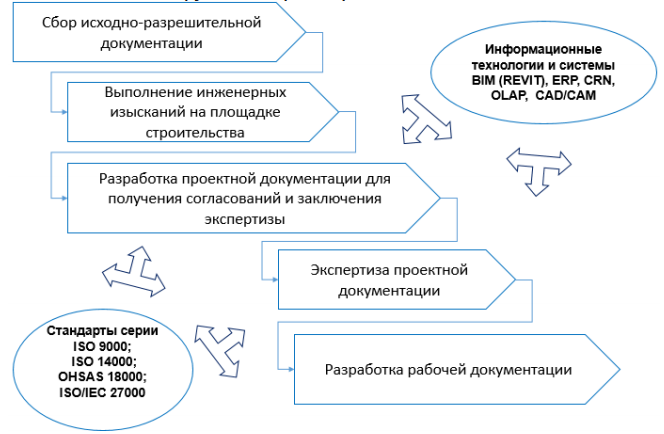 Сбор исходно-разрешительной
документации
Информационные
технологии и системы
BIM (REVIT), ERP, CRN,
OLAP, CAD/CAM
Выполнение инженерных
изысканий на площадке
строительства
Разработка проектной документации для
получения согласований и заключения
экспертизы
Экспертиза проектной
документации
Стандарты серии
ISO 9000;
ISO 14000;
OHSAS 18000;
ISO/IEC 27000
Разработка рабочей документации